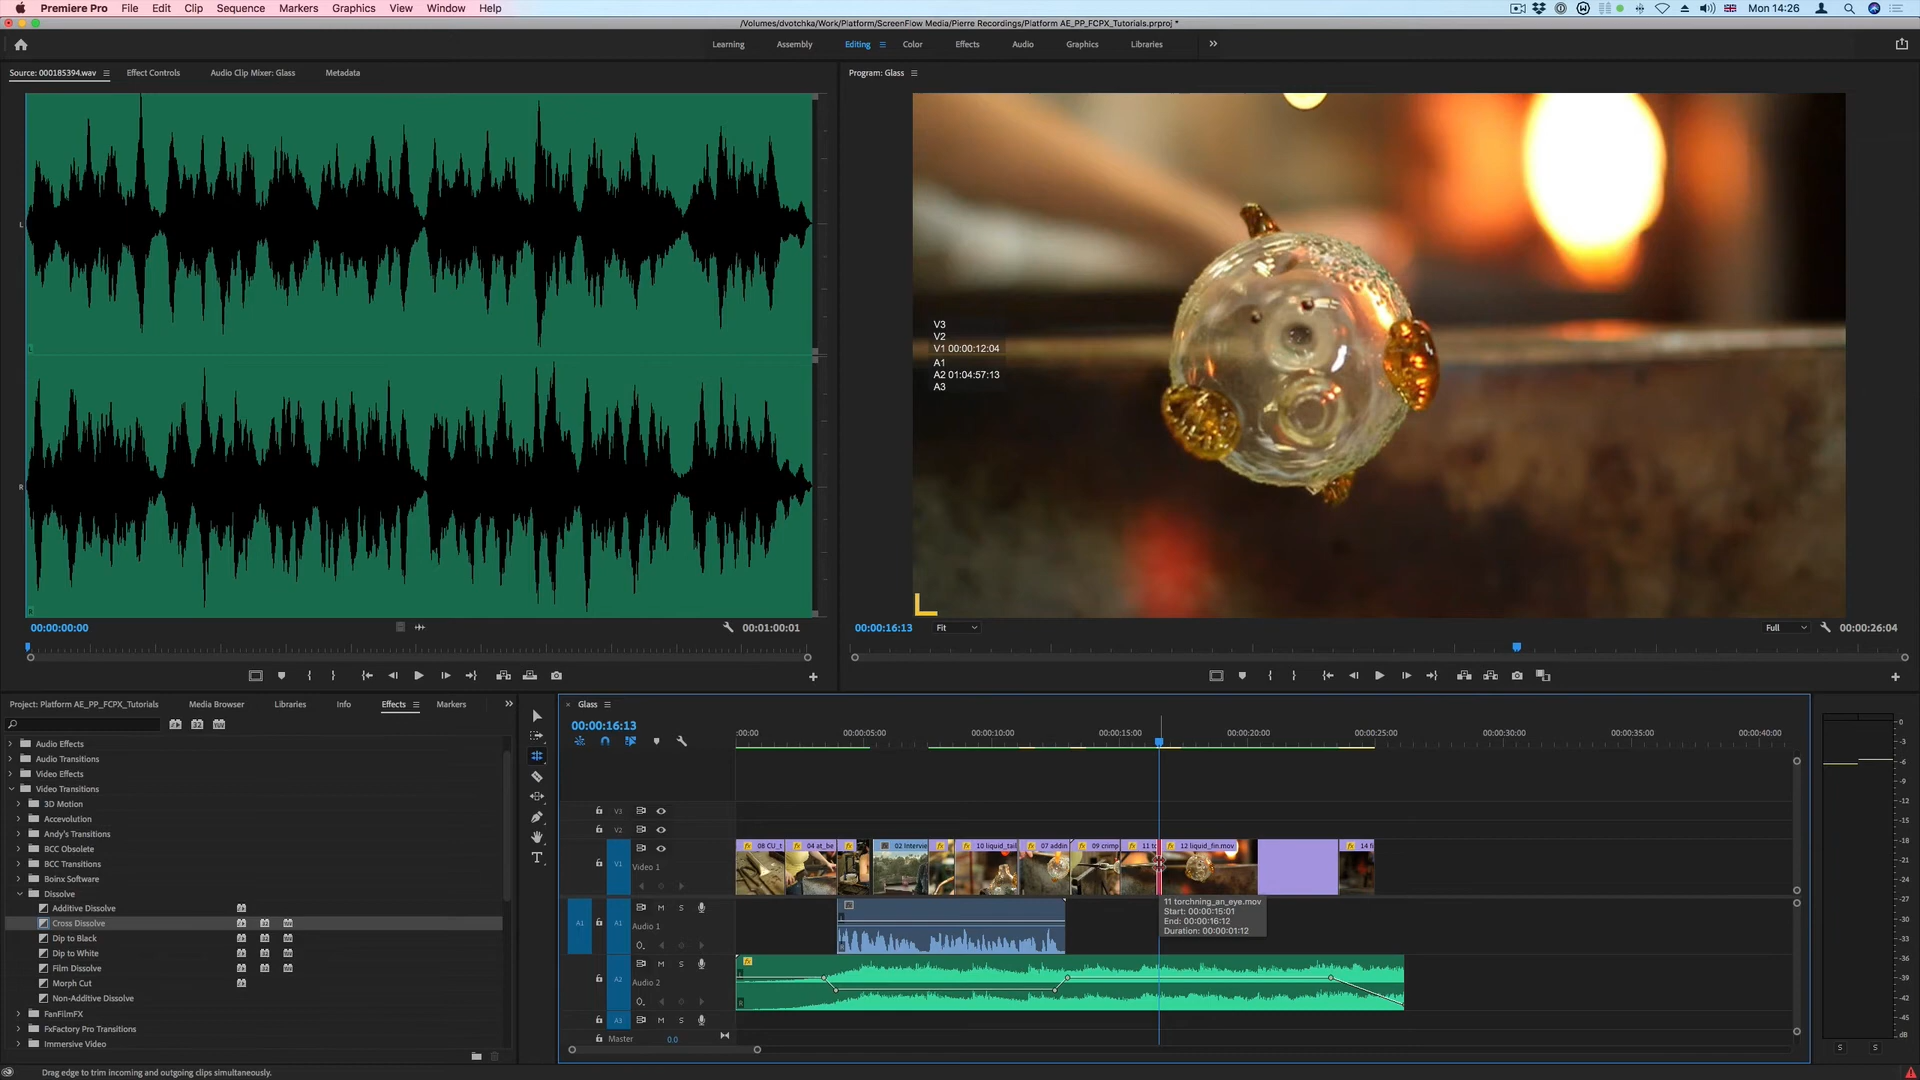 Premiere Pro File Edit Clip Sequence Markers Graphics View Window Help
Mon 14:26
/Volumes/dvotchka/Work/Platform/ScreenFlow Media/Pierre Recordings/Platform AE_PP_FCPX_Tutorials.prproj *
Learning Assembly Editing Color Effects Audio Graphics Libraries
Source: 000185394.wav Effect Controls Audio Clip Mixer: Glass Metadata
Program: Glass
L
R
V3
V2
V1 00:00:12:04
A1
A2 01:04:57:13
A3
00:00:00:00 00:01:00:01
00:00:16:13 Fit Full 00:00:26:04
Project: Platform AE_PP_FCPX_Tutorials Media Browser Libraries Info Effects Markers
Audio Effects
Audio Transitions
Video Effects
Video Transitions
3D Motion
Accevolution
Andy's Transitions
BCC Obsolete
BCC Transitions
Boinx Software
Dissolve
Additive Dissolve
Cross Dissolve
Dip to Black
Dip to White
Film Dissolve
Morph Cut
Non-Additive Dissolve
FanFilmFX
FxFactory Pro Transitions
Immersive Video
Glass
00:00:16:13
:00:00 00:00:05:00 00:00:10:00 00:00:15:00 00:00:20:00 00:00:25:00 00:00:30:00 00:00:35:00 00:00:40:00
V3
V2
V1 Video 1
08 CU_t 04 at_be 02 Intervie 10 liquid_tail 07 addin 09 crimp 11 to 12 liquid_fin.mov 14 fi
A1 A1 M S Audio 1
11 torchning_an_eye.mov
Start: 00:00:15:01
End: 00:00:16:12
Duration: 00:00:01:12
A2 M S Audio 2
A3 M S
Master 0.0
0
-3
-6
-9
-12
-15
-18
-21
-24
-27
-30
-33
-36
-39
-42
-45
dB
S S
Drag edge to trim incoming and outgoing clips simultaneously.